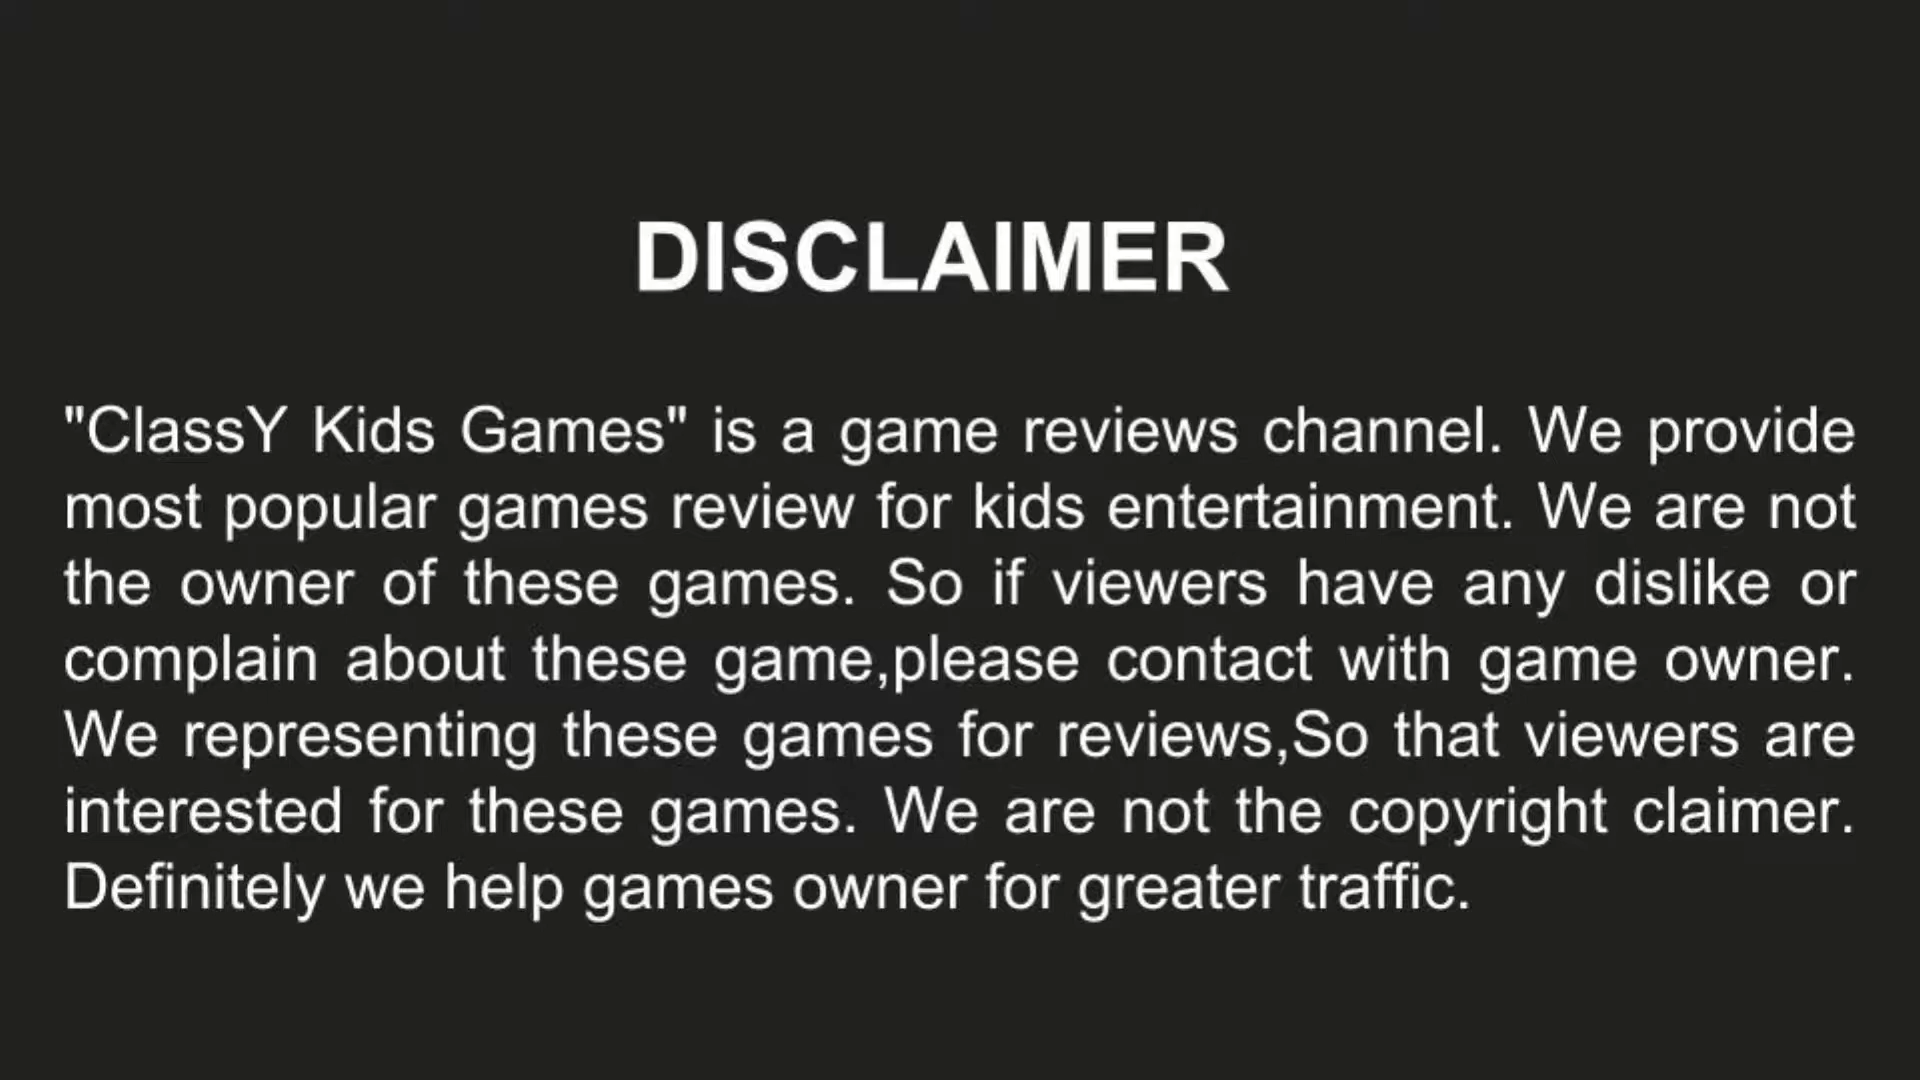 DISCLAIMER
"ClassY Kids Games" is a game reviews channel. We provide
most popular games review for kids entertainment. We are not
the owner of these games. So if viewers have any dislike or
complain about these game,please contact with game owner.
We representing these games for reviews,So that viewers are
interested for these games. We are not the copyright claimer.
Definitely we help games owner for greater traffic.